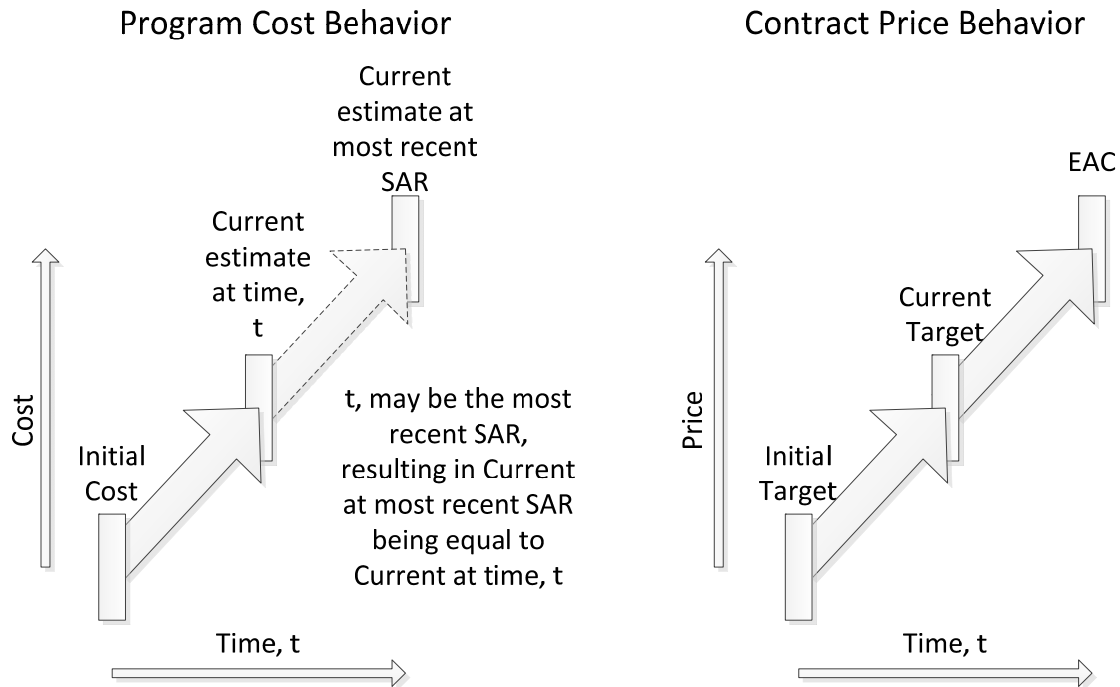 Program Cost Behavior
Current
estimate at
most recent
SAR
Current
estimate
at time,
t
Cost
Initial
Cost
t, may be the most
recent SAR,
resulting in Current
at most recent SAR
being equal to
Current at time, t
Time, t
Contract Price Behavior
EAC
Current
Target
Price
Initial
Target
Time, t